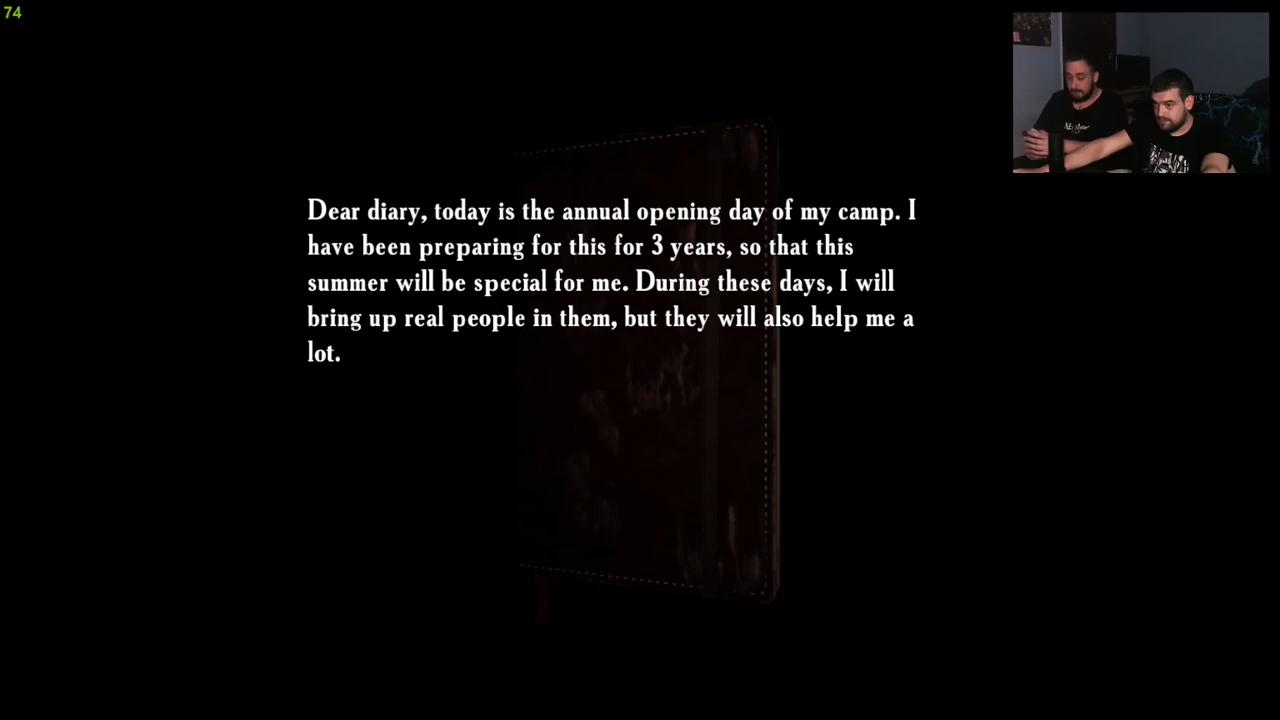 74
Dear diary, today is the annual opening day of my camp. I
have been preparing for this for 3 years, so that this
summer will be special for me. During these days, I will
bring up real people in them, but they will also help me a
lot.